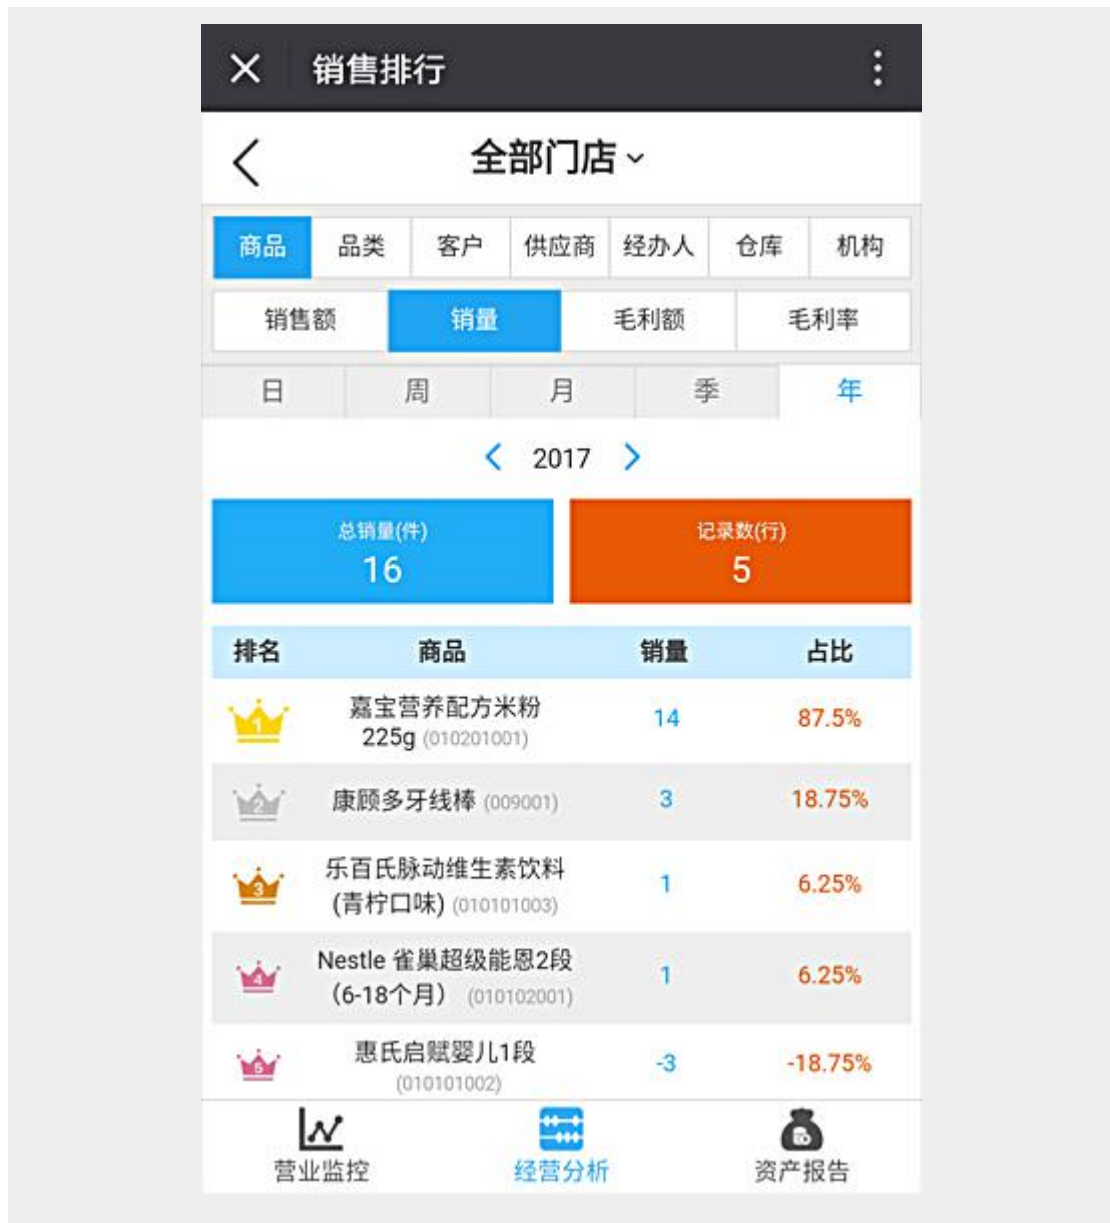 销售排行
全部门店
商品 品类 客户 供应商 经办人 仓库 机构
销售额 销量 毛利额 毛利率
日 周 月 季 年
2017
总销量(件) 记录数(行)
16 5
排名 商品 销量 占比
1 嘉宝营养配方米粉 14 87.5%
225g (010201001)
2 康顾多牙线棒 (009001) 3 18.75%
3 乐百氏脉动维生素饮料 1 6.25%
(青柠口味) (010101003)
4 Nestle 雀巢超级能恩2段 1 6.25%
（6-18个月） (010102001)
5 惠氏启赋婴儿1段 -3 -18.75%
(010101002)
营业监控 经营分析 资产报告